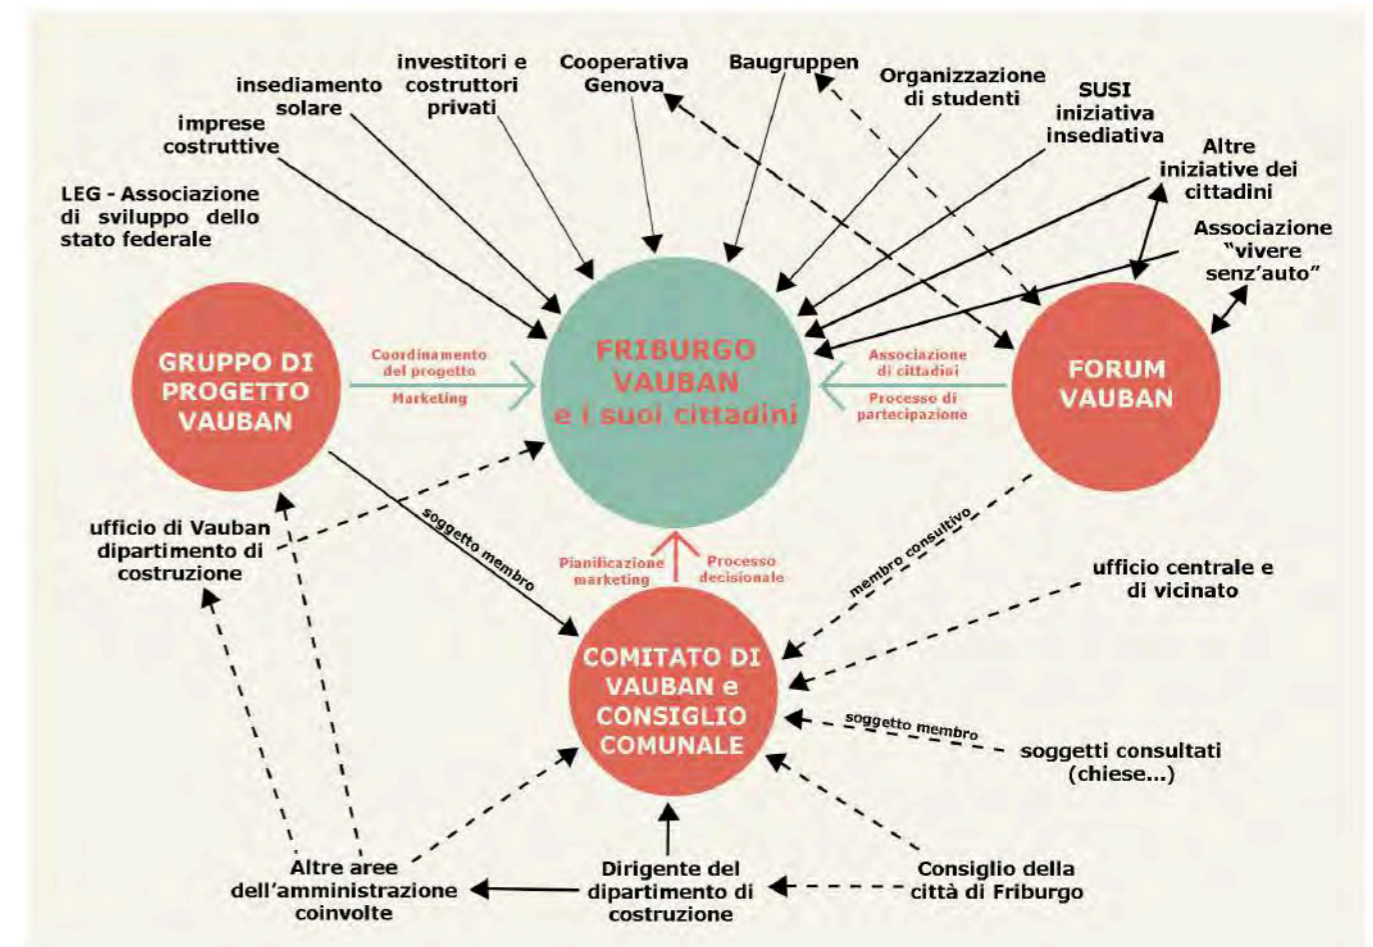 investitori e
costruttori
privati
Cooperativa
Genova
Baugruppen
Organizzazione
di studenti
insediamento
solare
SUSI
iniziativa
insediativa
imprese
costruttive
Altre
iniziative dei
cittadini
LEG - Associazione
di sviluppo dello
stato federale
Associazione
"vivere
senz'auto"
GRUPPO DI
PROGETTO
VAUBAN
Coordinamento
del progetto
Marketing
FRIBURGO
VAUBAN
e i suoi cittadini
Associazione
di cittadini
Processo di
partecipazione
FORUM
VAUBAN
ufficio di Vauban
dipartimento di
costruzione
soggetto membro
Pianificazione
marketing
Processo
decisionale
membro consultivo
ufficio centrale e
di vicinato
COMITATO DI
VAUBAN e
CONSIGLIO
COMUNALE
soggetto membro
soggetti consultati
(chiese...)
Altre aree
dell'amministrazione
coinvolte
Dirigente del
dipartimento di
costruzione
Consiglio della
città di Friburgo